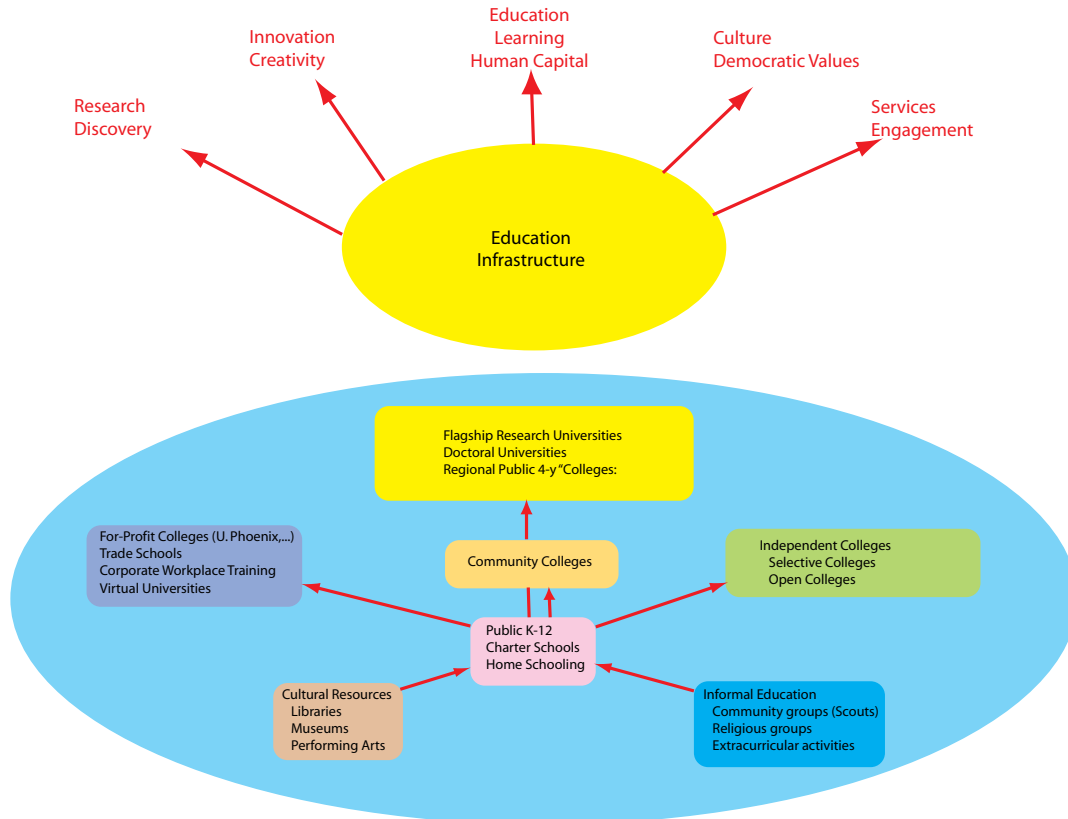 Education
Learning
Human Capital
Innovation
Creativity
Culture
Democratic Values
Research
Discovery
Services
Engagement
Education
Infrastructure
Flagship Research Universities
Doctoral Universities
Regional Public 4-y “Colleges:
For-Profit Colleges (U. Phoenix,...)
Trade Schools
Corporate Workplace Training
Virtual Universities
Community Colleges
Independent Colleges
Selective Colleges
Open Colleges
Public K-12
Charter Schools
Home Schooling
Cultural Resources
Libraries
Museums
Performing Arts
Informal Education
Community groups (Scouts)
Religious groups
Extracurricular activities